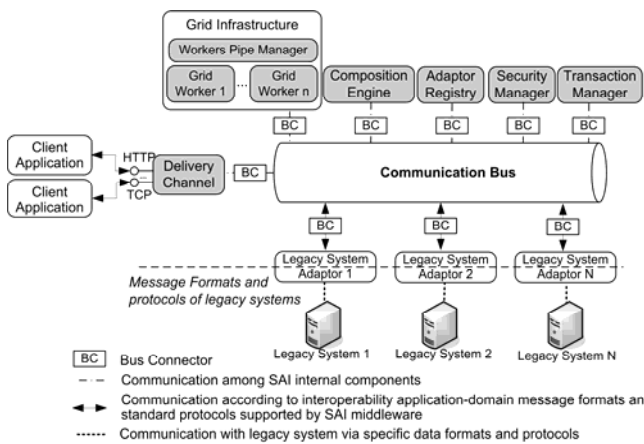 Grid Infrastructure
Workers Pipe Manager
Grid Worker 1
...
Grid Worker n
Composition Engine
Adaptor Registry
Security Manager
Transaction Manager
BC
BC
BC
BC
BC
Client Application
HTTP
Delivery Channel
BC
Communication Bus
...
Client Application
TCP
BC
BC
BC
Legacy System Adaptor 1
Legacy System Adaptor 2
Legacy System Adaptor N
Message Formats and
protocols of legacy systems
Legacy System 1
Legacy System 2
Legacy System N
BC
Bus Connector
Communication among SAI internal components
Communication according to interoperability application-domain message formats an
standard protocols supported by SAI middleware
Communication with legacy system via specific data formats and protocols